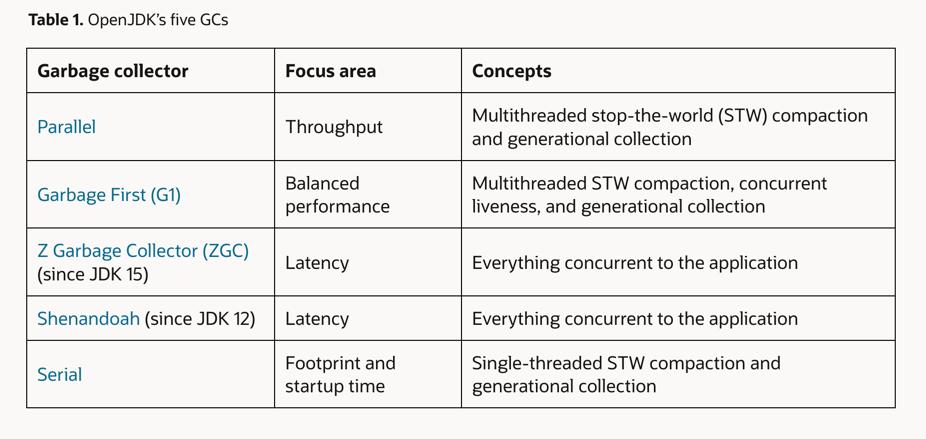 Table 1. OpenJDK's five GCs
Garbage collector Focus area Concepts
Parallel Throughput Multithreaded stop-the-world (STW) compaction
and generational collection
Garbage First (G1) Balanced
performance Multithreaded STW compaction, concurrent
liveness, and generational collection
Z Garbage Collector (ZGC)
(since JDK 15) Latency Everything concurrent to the application
Shenandoah (since JDK 12) Latency Everything concurrent to the application
Serial Footprint and
startup time Single-threaded STW compaction and
generational collection